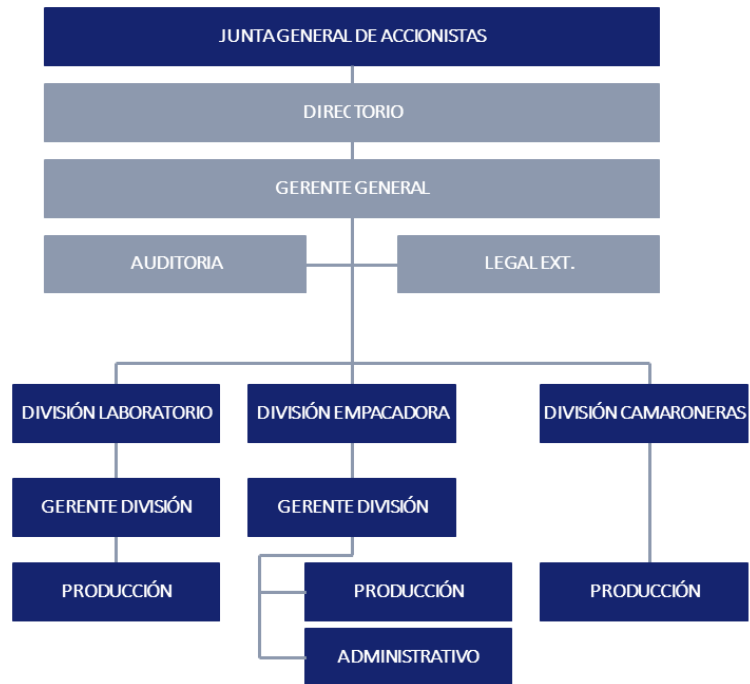 JUNTA GENERAL DE ACCIONISTAS
DIRECTORIO
GERENTE GENERAL
AUDITORIA
LEGAL EXT.
DIVISIÓN LABORATORIO
DIVISIÓN EMPACADORA
DIVISIÓN CAMARONERAS
GERENTE DIVISIÓN
GERENTE DIVISIÓN
PRODUCCIÓN
PRODUCCIÓN
PRODUCCIÓN
ADMINISTRATIVO